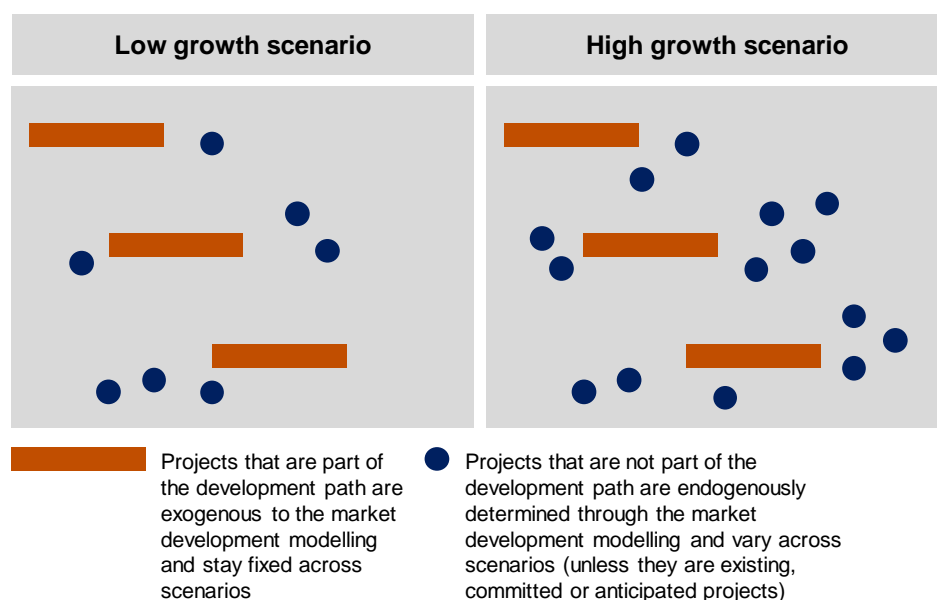 Low growth scenario
High growth scenario
Projects that are part of
the development path are
exogenous to the market
development modelling
and stay fixed across
scenarios
Projects that are not part of the
development path are endogenously
determined through the market
development modelling and vary across
scenarios (unless they are existing,
committed or anticipated projects)